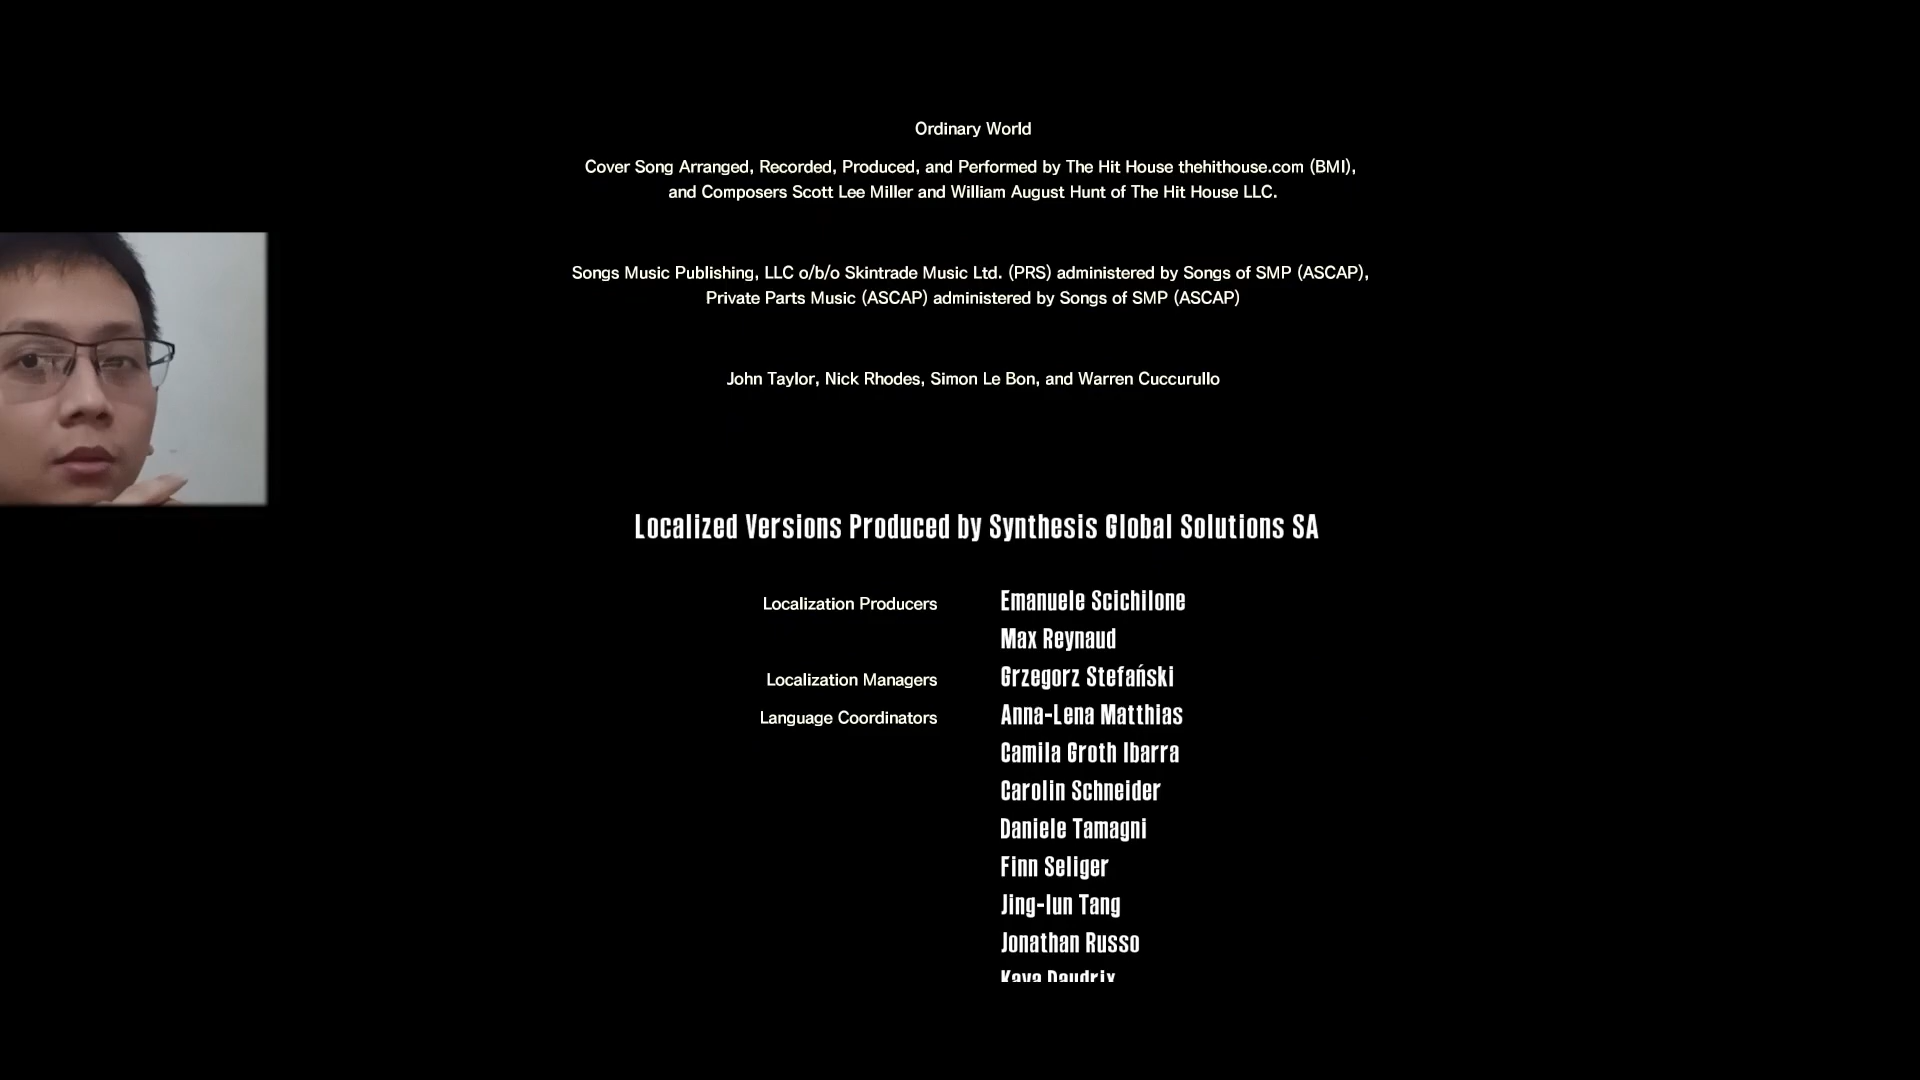 Ordinary World
Cover Song Arranged, Recorded, Produced, and Performed by The Hit House thehithouse.com (BMI),
and Composers Scott Lee Miller and William August Hunt of The Hit House LLC.
Songs Music Publishing, LLC o/b/o Skintrade Music Ltd. (PRS) administered by Songs of SMP (ASCAP),
Private Parts Music (ASCAP) administered by Songs of SMP (ASCAP)
John Taylor, Nick Rhodes, Simon Le Bon, and Warren Cuccurullo
Localized Versions Produced by Synthesis Global Solutions SA
Localization Producers Emanuele Scichilone
Max Reynaud
Localization Managers Grzegorz Stefański
Language Coordinators Anna-Lena Matthias
Camila Groth Ibarra
Carolin Schneider
Daniele Tamagni
Finn Seliger
Jing-Iun Tang
Jonathan Russo